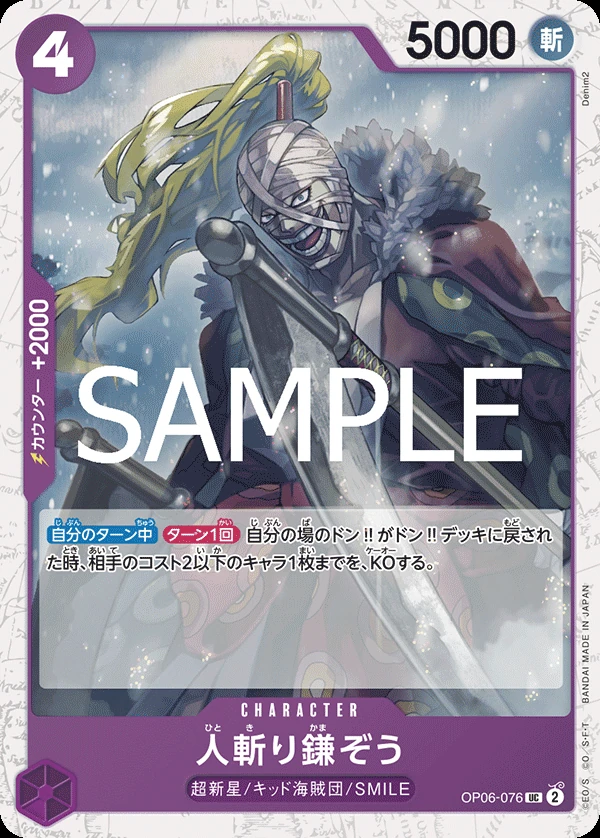 4
5000
斬
Denim2
カウンター +2000
SAMPLE
自分のターン中 ターン1回 自分の場のドン!!がドン!!デッキに戻され
た時、相手のコスト2以下のキャラ1枚までを、KOする。
CHARACTER
人斬り鎌ぞう
超新星/キッド海賊団/SMILE
OP06-076 UC 2
©E.O/S. ©O./S・F・T BANDAI MADE IN JAPAN